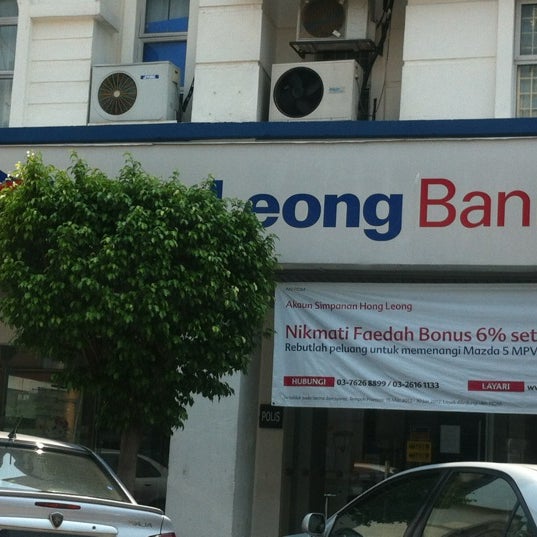 Leong Ban
Akaun Simpanan Hong Leong
Nikmati Faedah Bonus 6% set
Rebutlah peluang untuk memenangi Mazda 5 MPV
HUBUNGI 03-7626 8899 / 03-2616 1133 LAYARI
POLIS